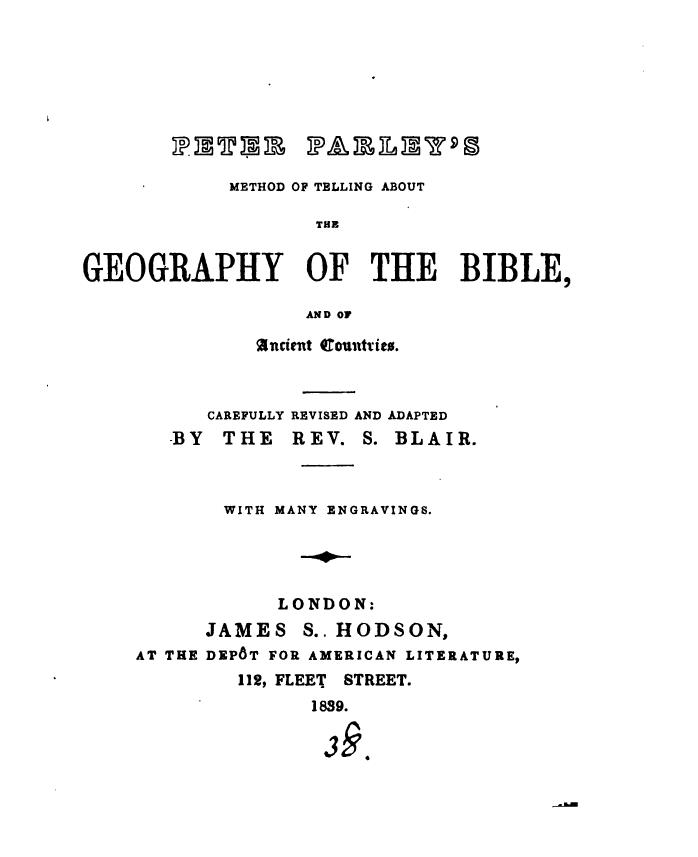 PETER PARLEY'S
METHOD OF TELLING ABOUT
THE
GEOGRAPHY OF THE BIBLE,
AND OF
Ancient Countries.
CAREFULLY REVISED AND ADAPTED
BY THE REV. S. BLAIR.
WITH MANY ENGRAVINGS.
LONDON:
JAMES S. HODSON,
AT THE DEPÔT FOR AMERICAN LITERATURE,
112, FLEET STREET.
1839.
38.